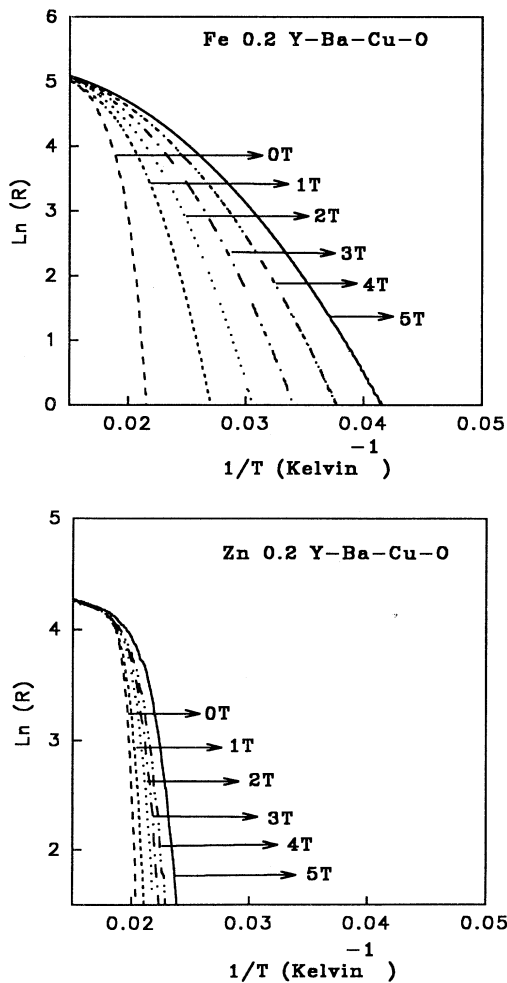 6
Fe 0.2 Y-Ba-Cu-O
5
4
0T
1T
3
2T
3T
2
4T
5T
1
0
Ln (R)
0.02 0.03 0.04 0.05
1/T (Kelvin⁻¹)
5
Zn 0.2 Y-Ba-Cu-O
4
0T
3
1T
2T
3T
4T
2
5T
Ln (R)
0.02 0.03 0.04 0.05
1/T (Kelvin⁻¹)